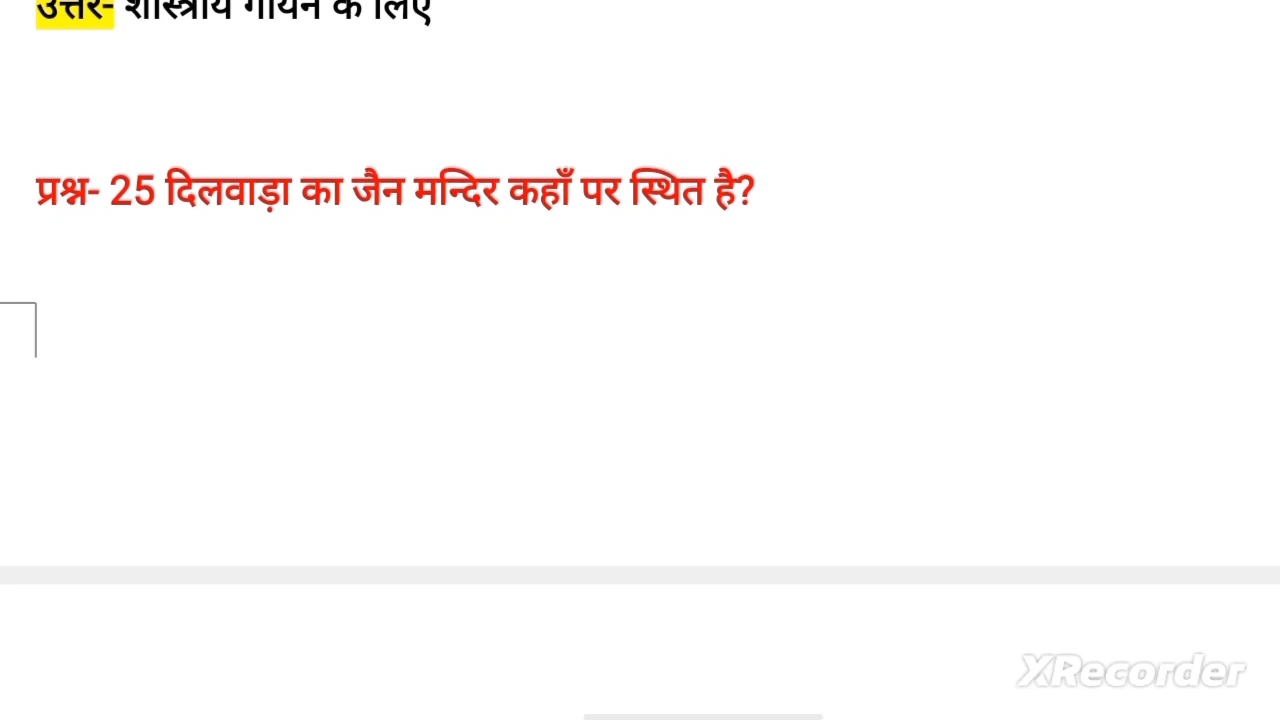 उत्तर- शास्त्रीय गायन के लिए
प्रश्न- 25 दिलवाड़ा का जैन मन्दिर कहाँ पर स्थित है?
XRecorder